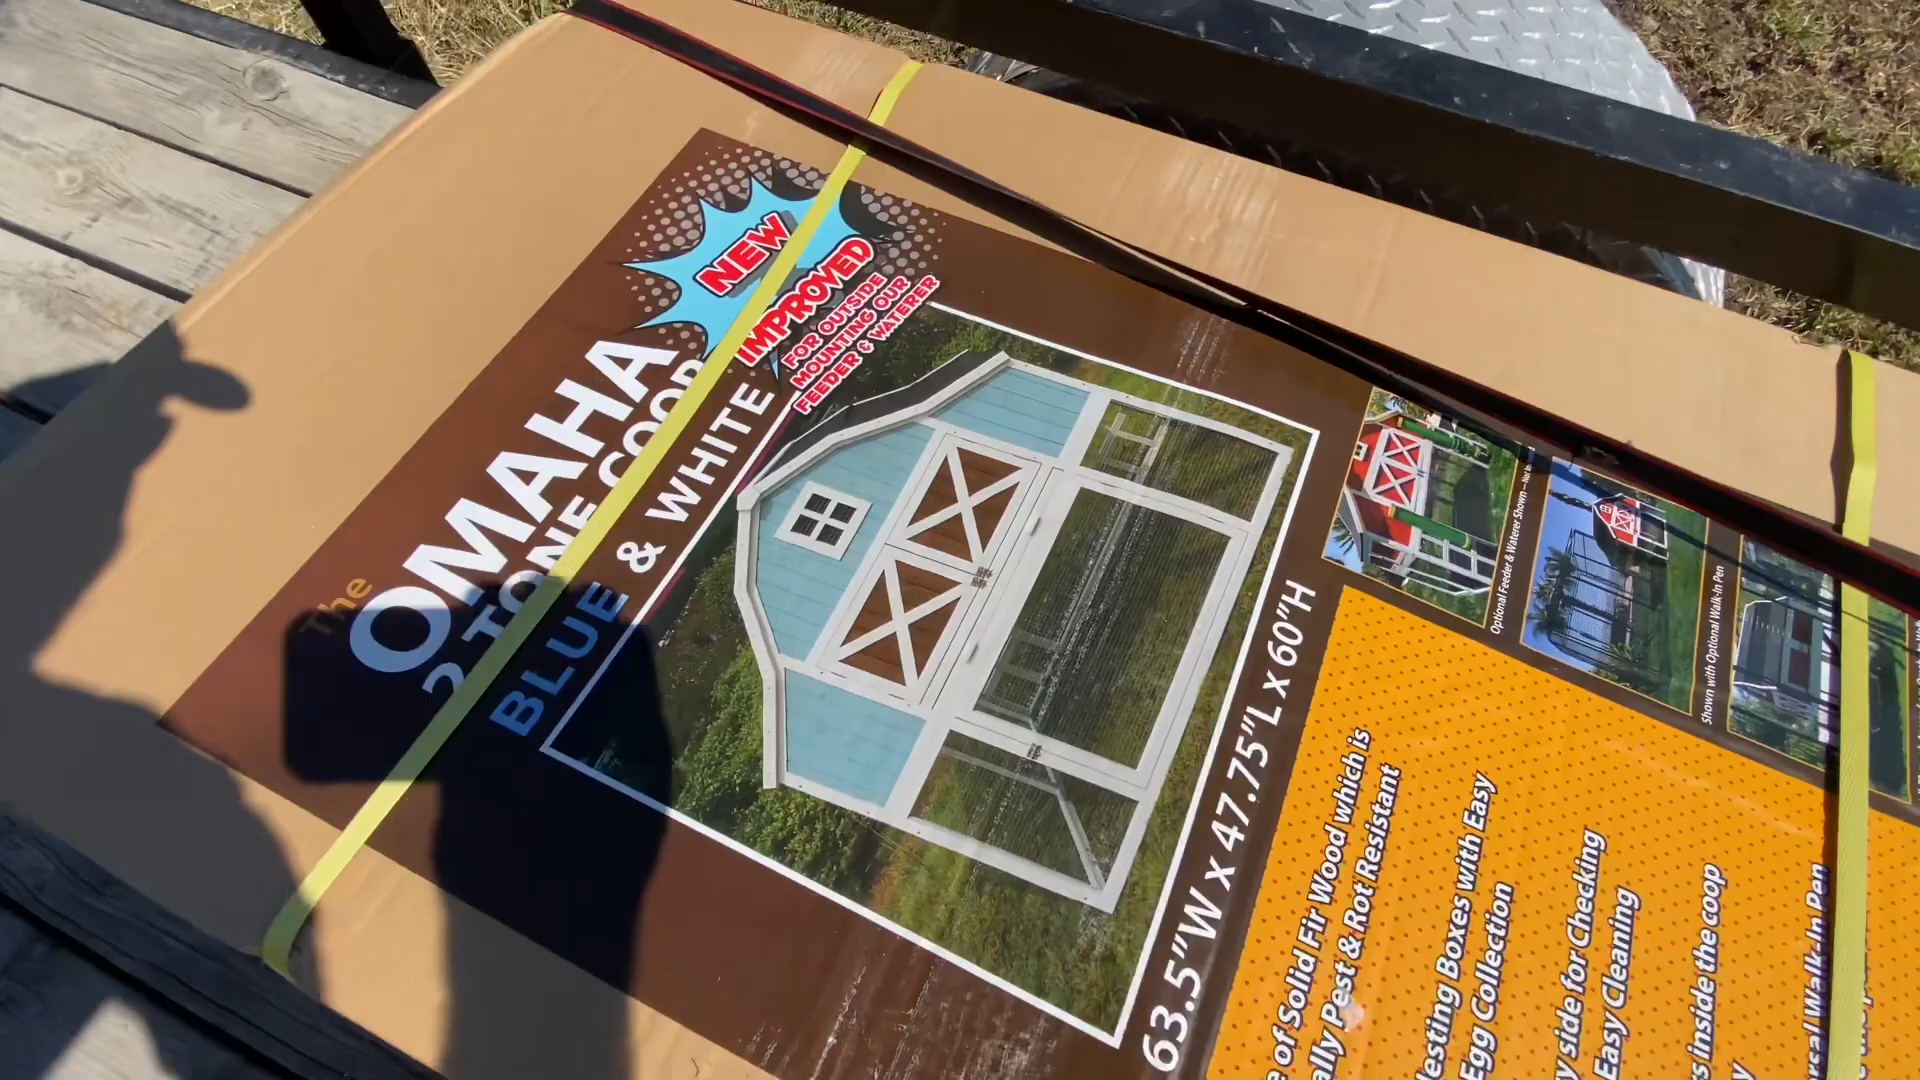 NEW
IMPROVED
FOR OUTSIDE
MOUNTING OUR
FEEDER & WATERER
The
OMAHA
2 TONE COOP
BLUE & WHITE
63.5"W x 47.75"L x 60"H
Optional Feeder & Waterer Shown –
Shown with Optional Walk-In Pen
e of Solid Fir Wood which is
ally Pest & Rot Resistant
esting Boxes with Easy
Egg Collection
y side for Checking
Easy Cleaning
s inside the coop
y
rsal Walk-In Pen